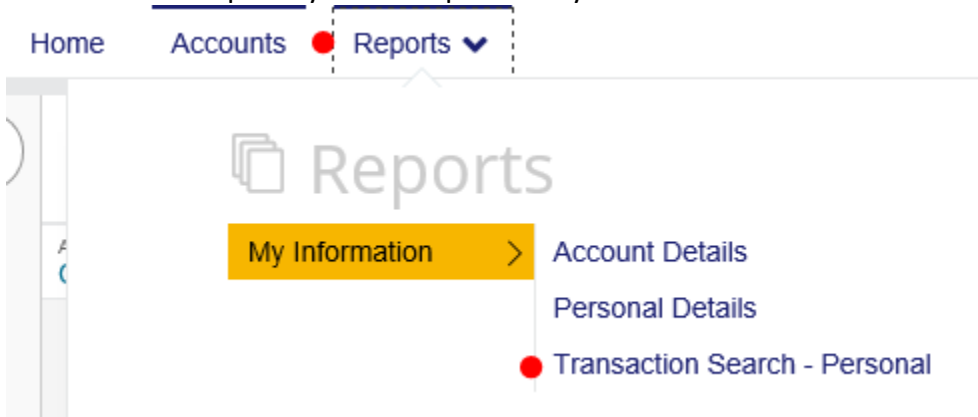 Home Accounts Reports
Reports
My Information Account Details
Personal Details
Transaction Search - Personal